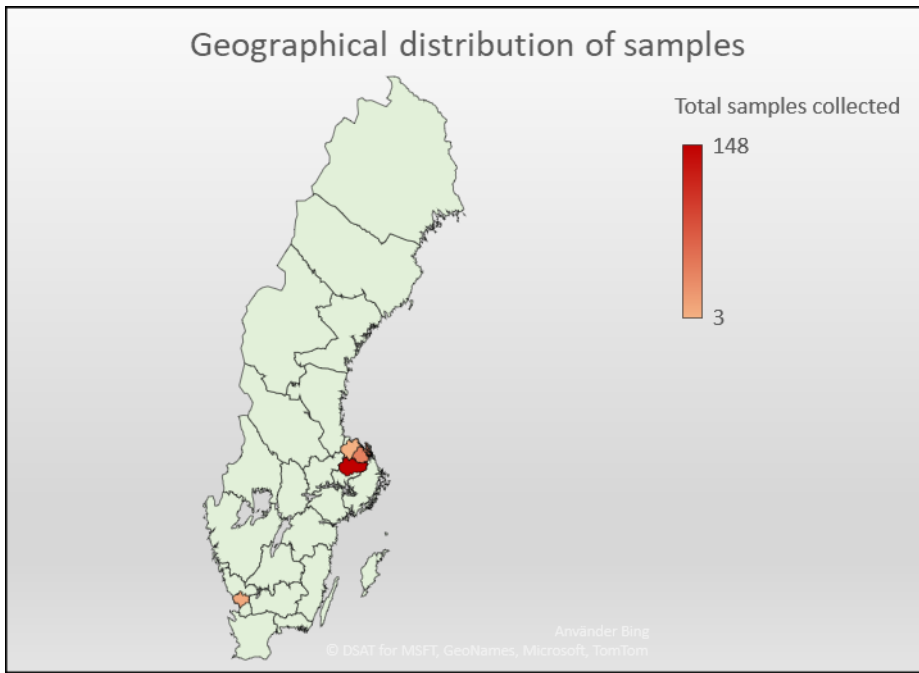 Geographical distribution of samples
Total samples collected
148
3
Använder Bing
© DSAT for MSFT, GeoNames, Microsoft, TomTom